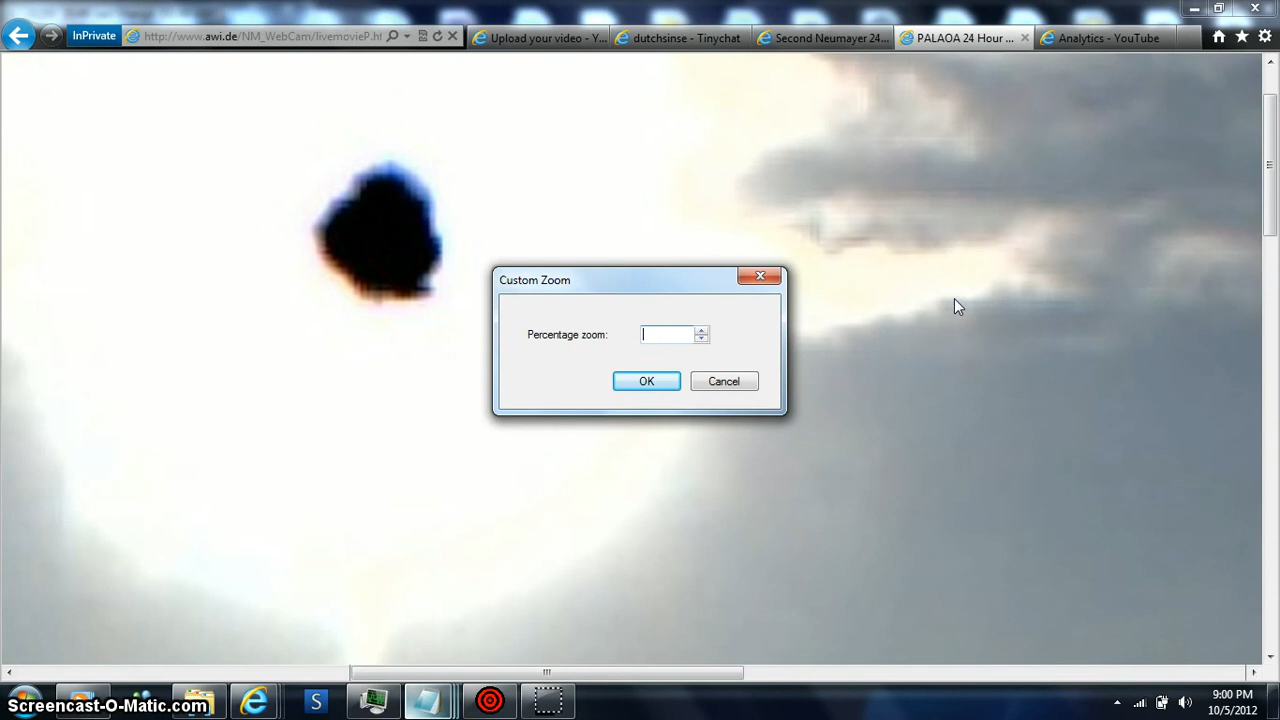 InPrivate
http://www.awi.de/NM_WebCam/livemovieP.ht
Upload your video - Y...
dutchsinse - Tinychat
Second Neumayer 24...
PALAOA 24 Hour ...
Analytics - YouTube
Custom Zoom
Percentage zoom:
OK
Cancel
S
9:00 PM
10/5/2012
Screencast-O-Matic.com